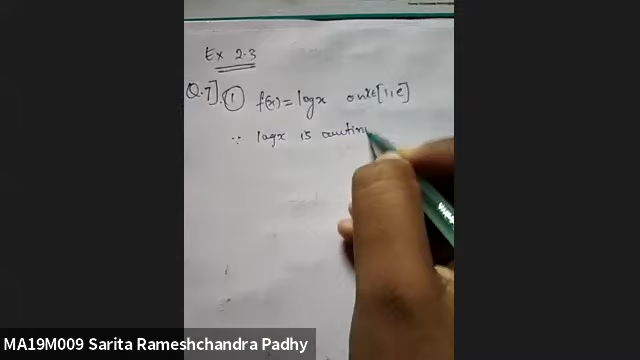 Ex 2.3
Q.7] 1 f(x) = log x on x∈[1,e]
∵ log x is contin
MA19M009 Sarita Rameshchandra Padhy